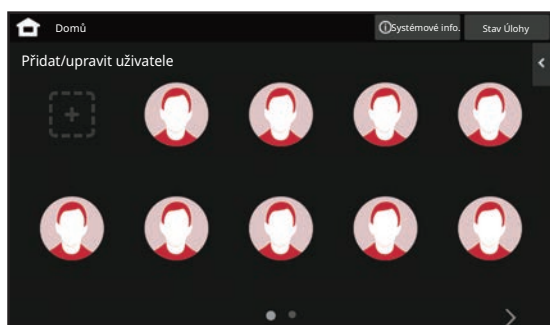 Domů
Systémové info.
Stav Úlohy
Přidat/upravit uživatele